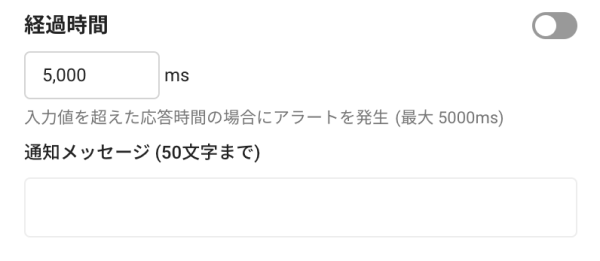 経過時間
5,000 ms
入力値を超えた応答時間の場合にアラートを発生 (最大 5000ms)
通知メッセージ (50文字まで)